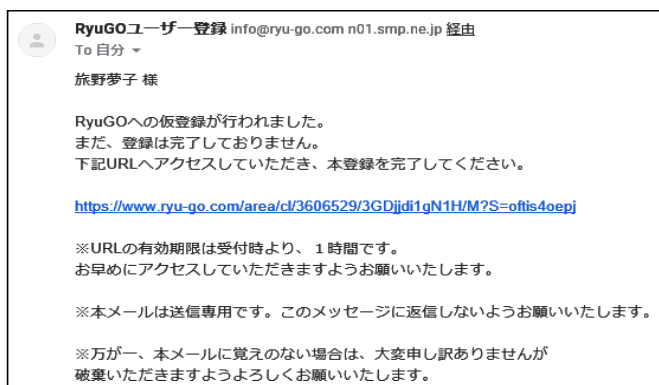 RyuGOユーザー登録 info@ryu-go.com n01.smp.ne.jp 経由
To 自分
旅野夢子 様
RyuGOへの仮登録が行われました。
まだ、登録は完了しておりません。
下記URLへアクセスしていただき、本登録を完了してください。
https://www.ryu-go.com/area/cl/3606529/3GDjjdi1gN1H/M?S=oftis4oepj
※URLの有効期限は受付時より、１時間です。
お早めにアクセスしていただきますようお願いいたします。
※本メールは送信専用です。このメッセージに返信しないようお願いいたします。
※万が一、本メールに覚えのない場合は、大変申し訳ありませんが
破棄いただきますようよろしくお願いいたします。